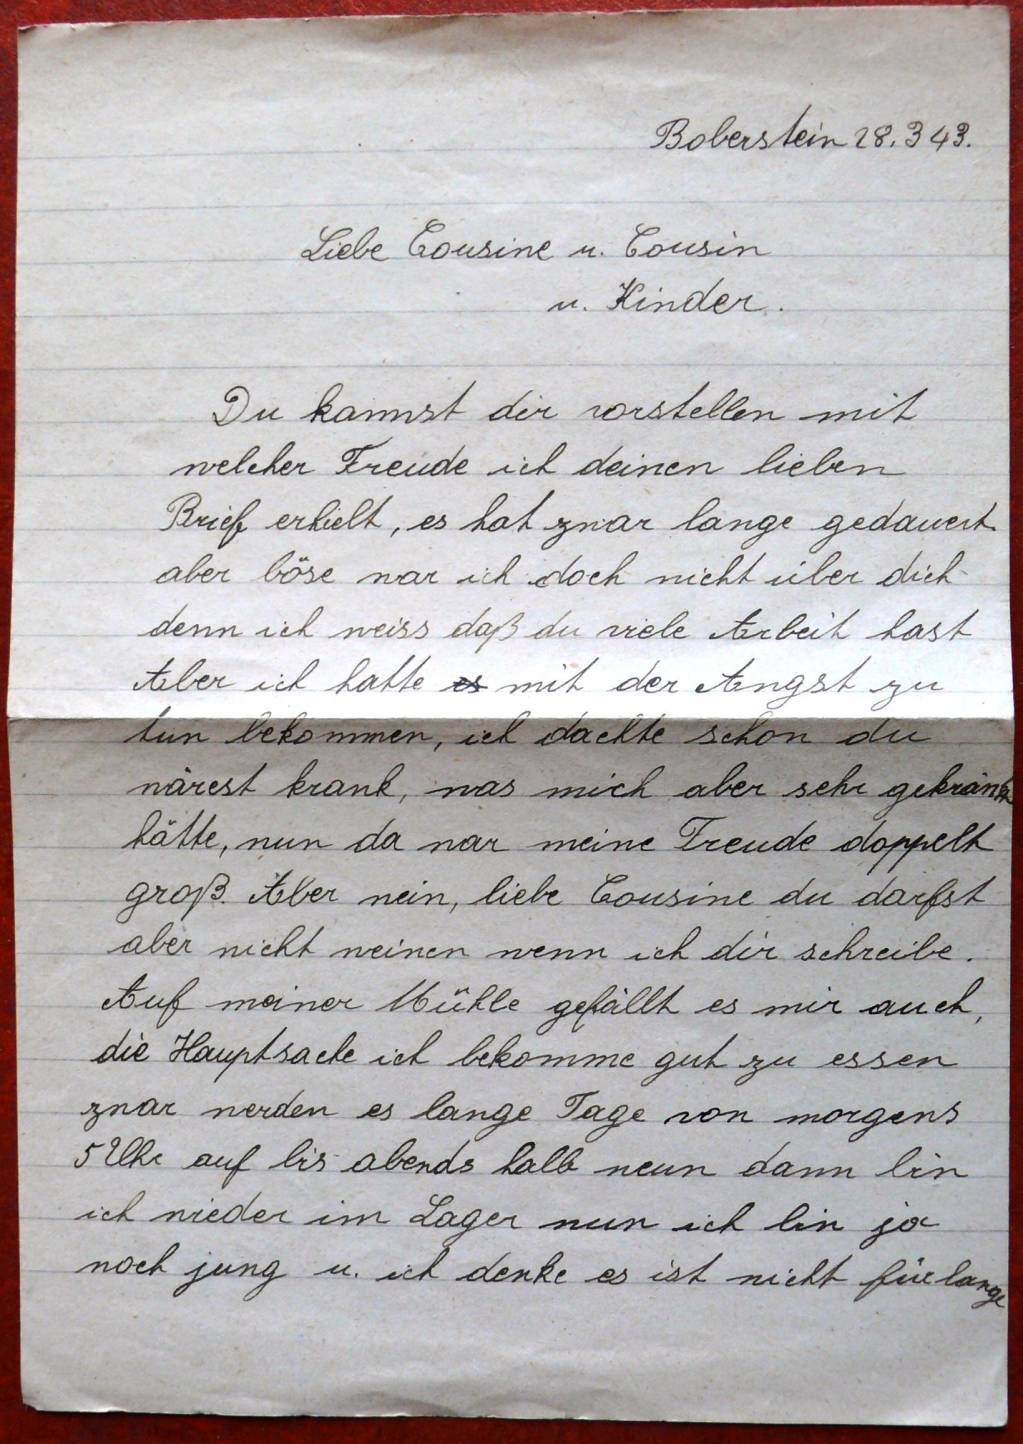 Boberstein 28.3 43.
Liebe Cousine u. Cousin
u. Kinder.
Du kannst dir vorstellen mit
welcher Freude ich deinen lieben
Brief erhielt, es hat zwar lange gedauert
aber böse war ich doch nicht über dich
denn ich weiss daß du viele Arbeit hast
Aber ich hatte es mit der Angst zu
tun bekommen, ich dachte schon du
wärest krank, was mich aber sehr gekränkt
hätte, nun da war meine Freude doppelt
groß. Aber nein, liebe Cousine du darfst
aber nicht weinen wenn ich dir schreibe.
Auf meiner Mühle gefällt es mir auch,
die Hauptsache ich bekomme gut zu essen
zwar werden es lange Tage von morgens
5 Uhr auf bis abends halb neun dann bin
ich wieder im Lager nun ich bin ja
noch jung u. ich denke es ist nicht für lange